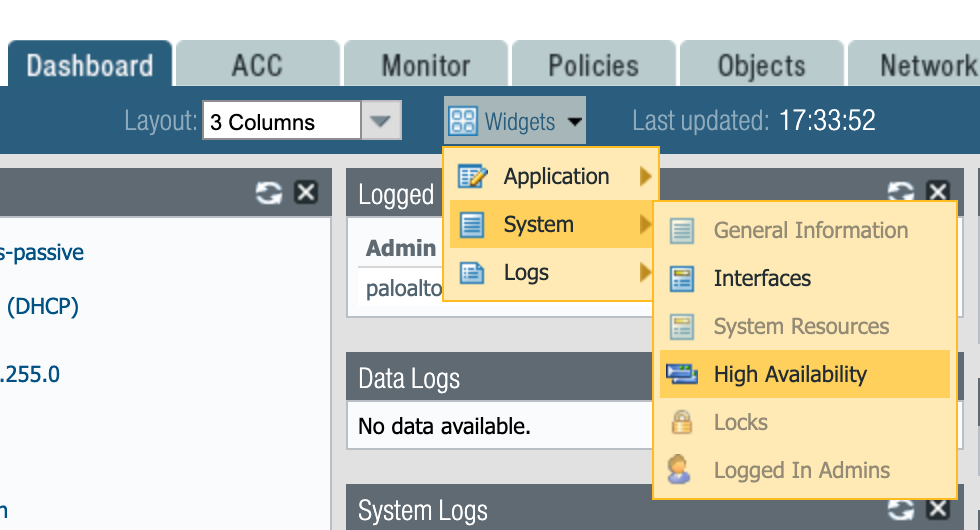 Dashboard ACC Monitor Policies Objects Network
Layout: 3 Columns Widgets Last updated: 17:33:52
Application
System
Logs
General Information
Interfaces
System Resources
High Availability
Locks
Logged In Admins
s-passive
(DHCP)
.255.0
n
Logged
Admin
paloalto
Data Logs
No data available.
System Logs